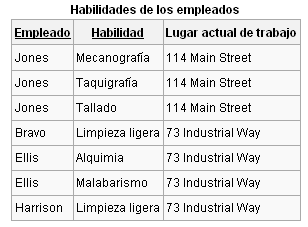 Habilidades de los empleados
Empleado Habilidad Lugar actual de trabajo
Jones Mecanografía 114 Main Street
Jones Taquigrafía 114 Main Street
Jones Tallado 114 Main Street
Bravo Limpieza ligera 73 Industrial Way
Ellis Alquimia 73 Industrial Way
Ellis Malabarismo 73 Industrial Way
Harrison Limpieza ligera 73 Industrial Way